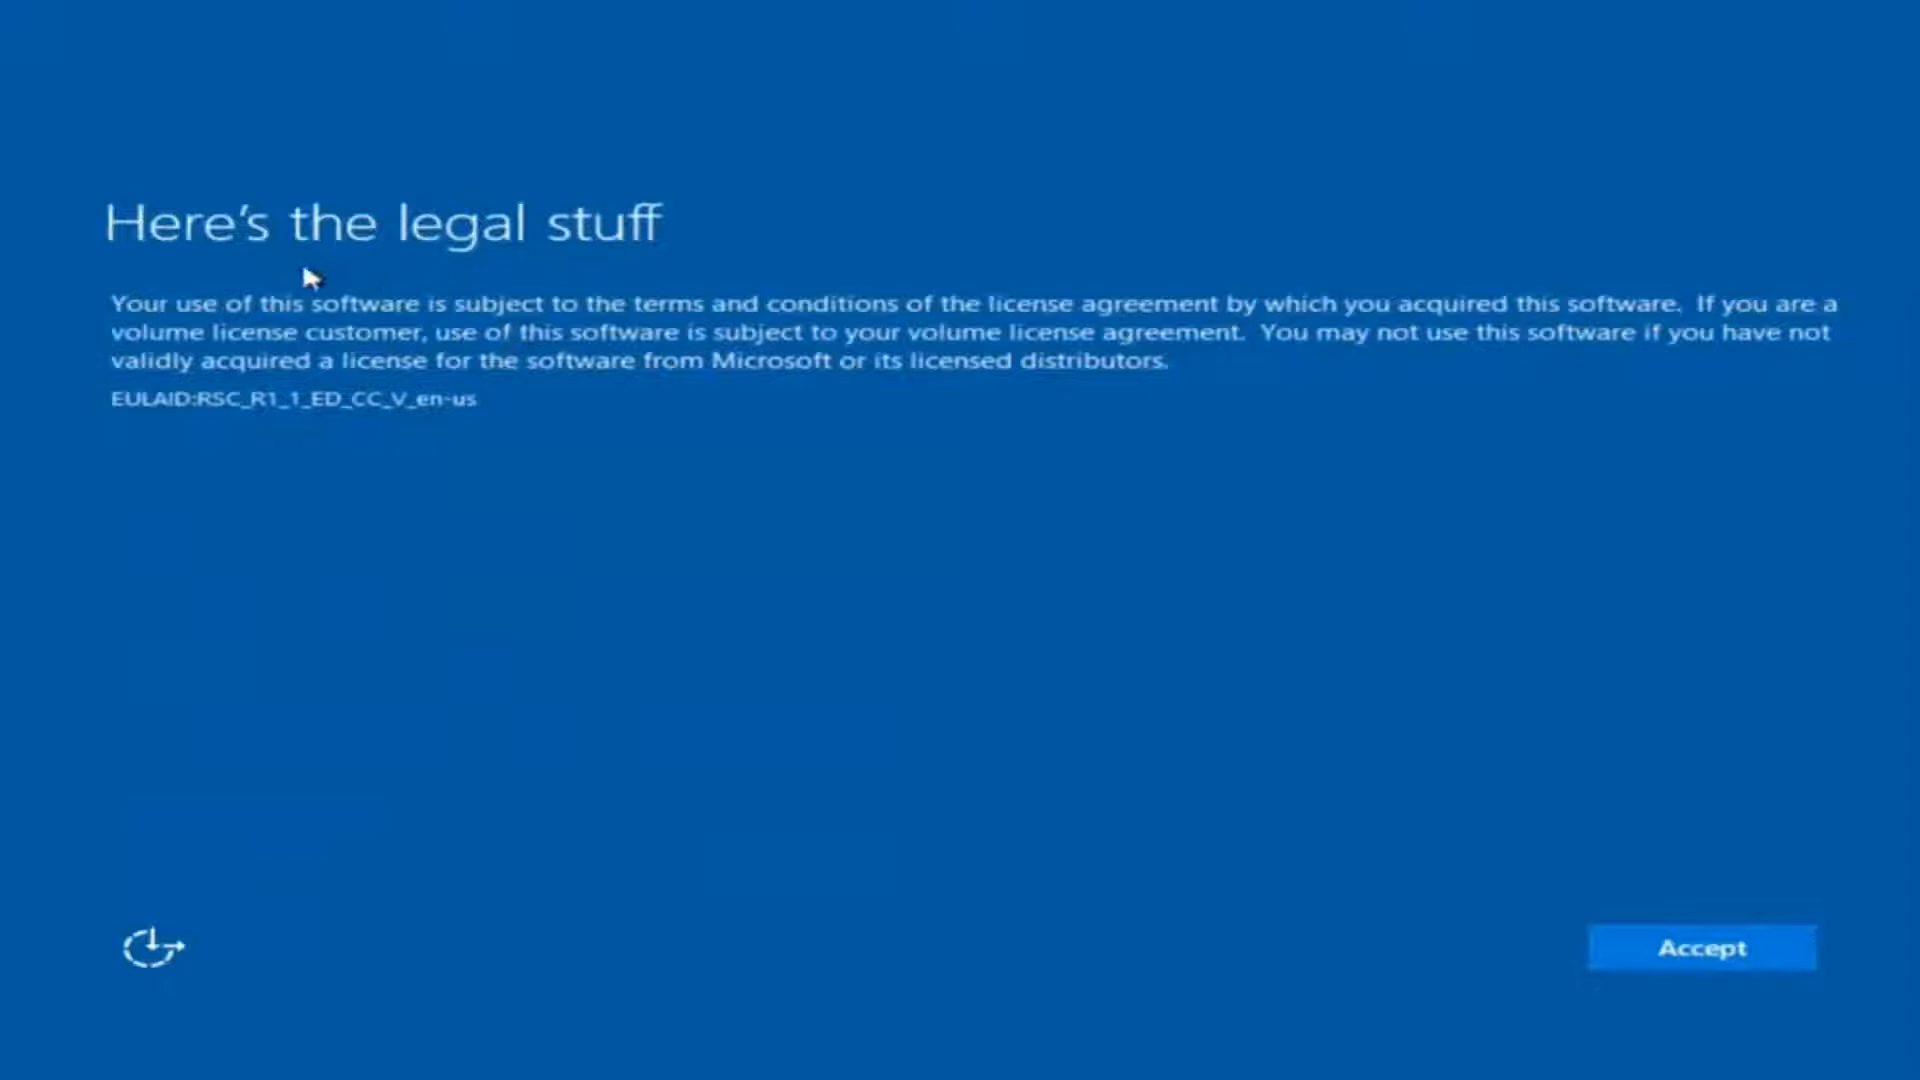 Here's the legal stuff
Your use of this software is subject to the terms and conditions of the license agreement by which you acquired this software.  If you are a
volume license customer, use of this software is subject to your volume license agreement.  You may not use this software if you have not
validly acquired a license for the software from Microsoft or its licensed distributors.
EULAID:RSC_R1_1_ED_CC_V_en-us
Accept